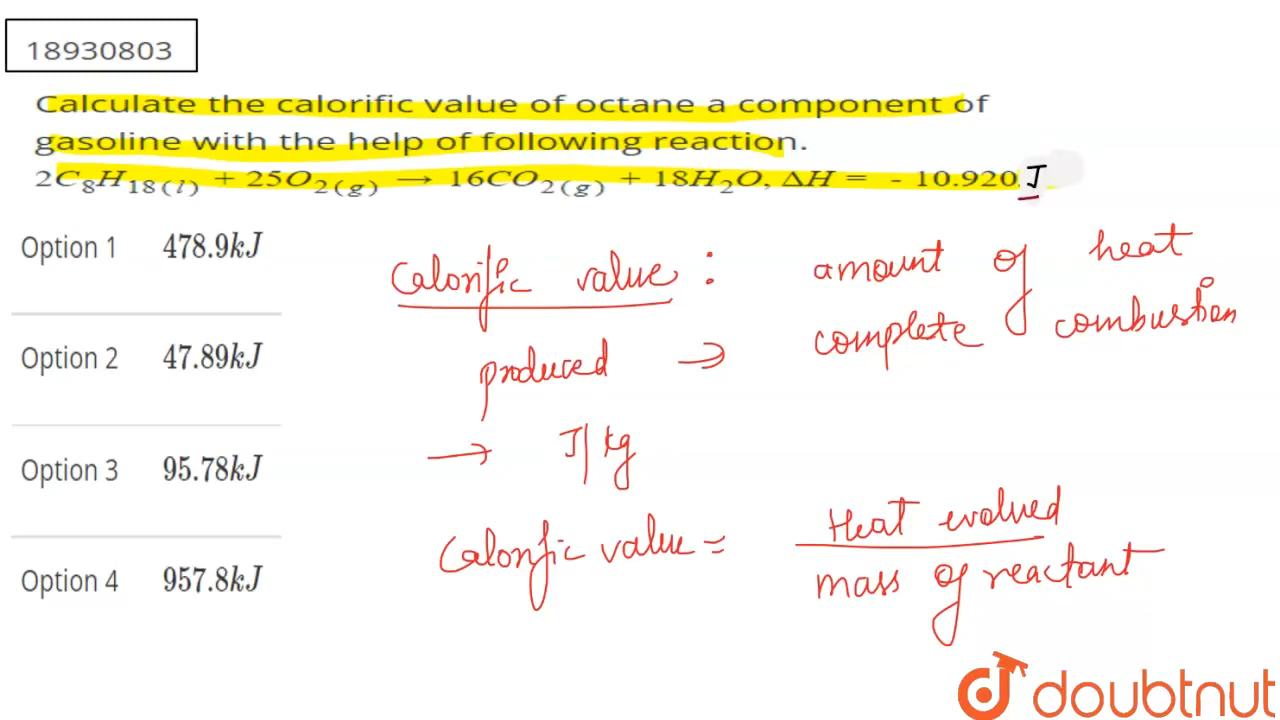 18930803
Calculate the calorific value of octane a component of
gasoline with the help of following reaction.
2C₈H₁₈₍ₗ₎ + 25O₂₍g₎ → 16CO₂₍g₎ + 18H₂O, ΔH = - 10.920 J
Option 1 478.9kJ
Option 2 47.89kJ
Option 3 95.78kJ
Option 4 957.8kJ
Calorific value : amount of heat
produced → complete combustion
→ J/kg
Calorific value = Heat evolved
mass of reactant
doubtnut